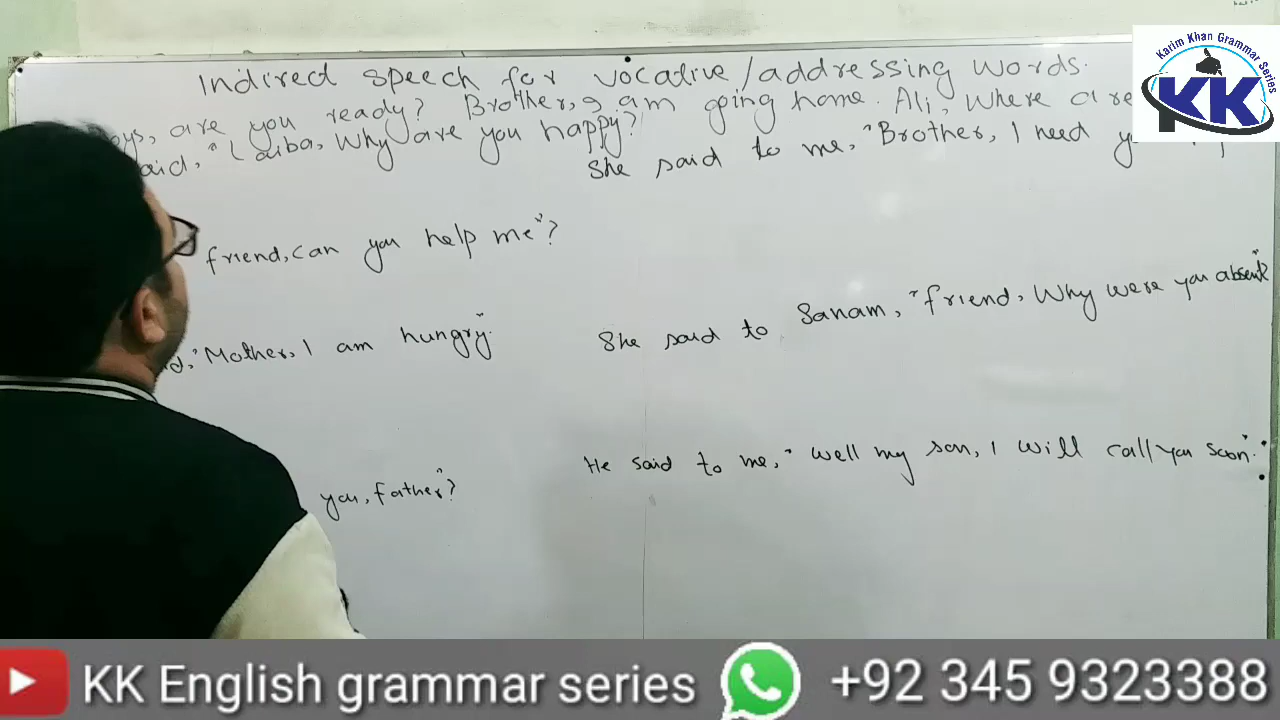 Indirect speech for vocative/addressing words.
are you ready? Brother, I am going home. Ali, Where are
"Laiba, Why are you happy?"
She said to me, "Brother, I need
friend, can you help me"?
She said to Sanam, "friend, Why were you absent"?
"Mother, I am hungry".
He said to me, "Well my son, I will call you soon".
you, father"?
Karim Khan Grammar Series
KK
KK English grammar series +92 345 9323388